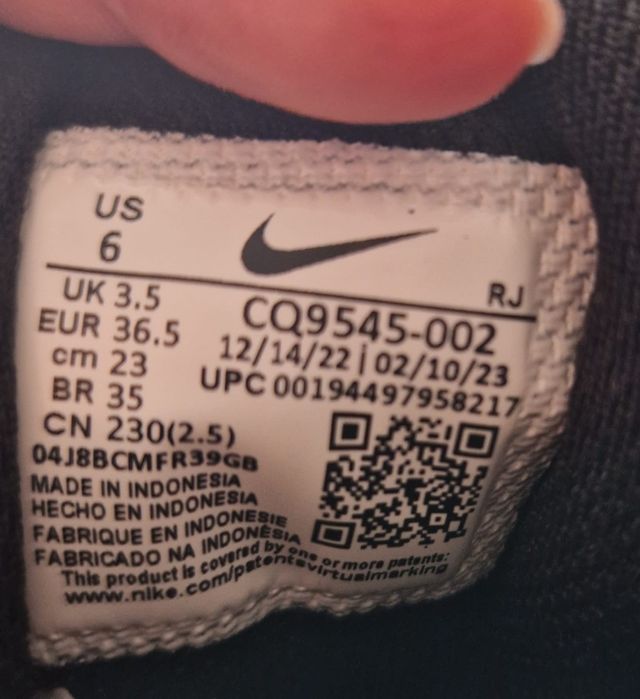 US
6
RJ
UK 3.5
EUR 36.5
cm 23
BR 35
CN 230(2.5)
CQ9545-002
12/14/22 | 02/10/23
UPC 00194497958217
04J8BCMFR39GB
MADE IN INDONESIA
HECHO EN INDONESIA
FABRIQUE EN INDONESIE
FABRICADO NA INDONÉSIA
This product is covered by one or more patents:
www.nike.com/patentsvirtualmarking